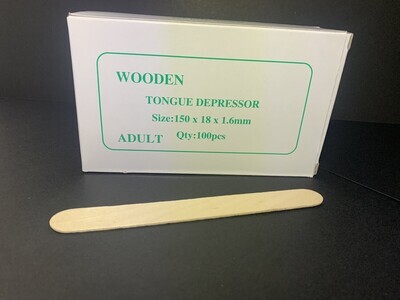 WOODEN
TONGUE DEPRESSOR
Size:150 x 18 x 1.6mm
ADULT Qty:100pcs